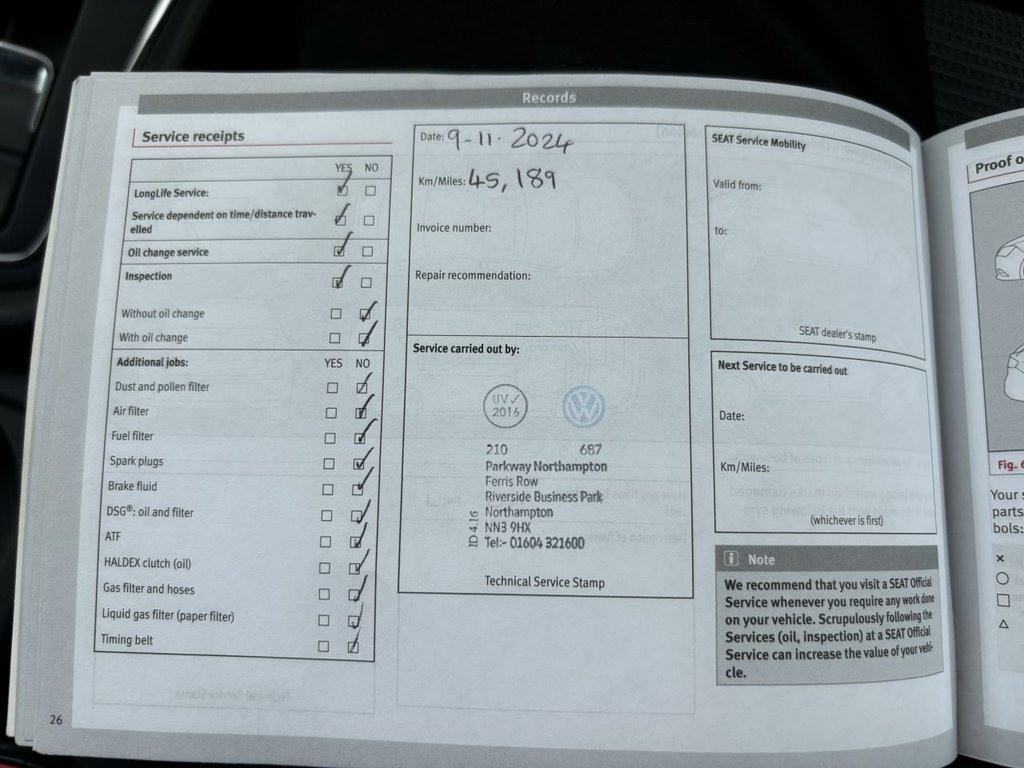 Records
Service receipts
YES NO
LongLife Service:
Service dependent on time/distance trav-
elled
Oil change service
Inspection
Without oil change
With oil change
Additional jobs: YES NO
Dust and pollen filter
Air filter
Fuel filter
Spark plugs
Brake fluid
DSG®: oil and filter
ATF
HALDEX clutch (oil)
Gas filter and hoses
Liquid gas filter (paper filter)
Timing belt
26
Date: 9-11-2024
Km/Miles: 45,189
Invoice number:
Repair recommendation:
Service carried out by:
UV✓
2016
210 687
Parkway Northampton
Ferris Row
Riverside Business Park
Northampton
NN3 9HX
Tel:- 01604 321600
ID 4.16
Technical Service Stamp
SEAT Service Mobility
Valid from:
to:
SEAT dealer's stamp
Next Service to be carried out
Date:
Km/Miles:
(whichever is first)
i Note
We recommend that you visit a SEAT Official
Service whenever you require any work done
on your vehicle. Scrupulously following the
Services (oil, inspection) at a SEAT Official
Service can increase the value of your vehi-
cle.
Proof o
Fig. 6
Your s
parts
bols: